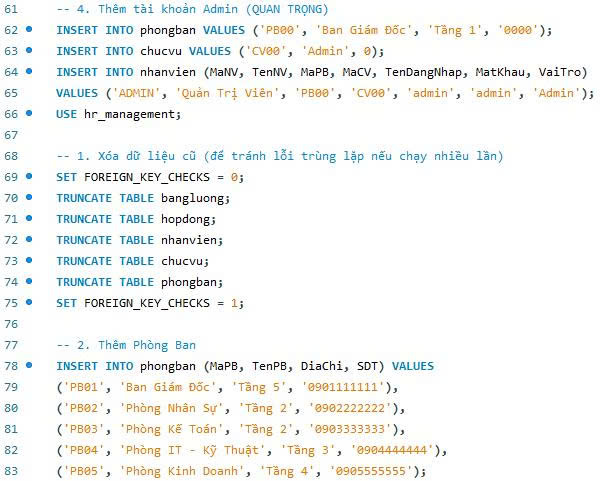 61 -- 4. Thêm tài khoản Admin (QUAN TRỌNG)
62 INSERT INTO phongban VALUES ('PB00', 'Ban Giám Đốc', 'Tầng 1', '0000');
63 INSERT INTO chucvu VALUES ('CV00', 'Admin', 0);
64 INSERT INTO nhanvien (MaNV, TenNV, MaPB, MaCV, TenDangNhap, MatKhau, VaiTro)
65 VALUES ('ADMIN', 'Quản Trị Viên', 'PB00', 'CV00', 'admin', 'admin', 'Admin');
66 USE hr_management;
67
68 -- 1. Xóa dữ liệu cũ (để tránh lỗi trùng lặp nếu chạy nhiều lần)
69 SET FOREIGN_KEY_CHECKS = 0;
70 TRUNCATE TABLE bangluong;
71 TRUNCATE TABLE hopdong;
72 TRUNCATE TABLE nhanvien;
73 TRUNCATE TABLE chucvu;
74 TRUNCATE TABLE phongban;
75 SET FOREIGN_KEY_CHECKS = 1;
76
77 -- 2. Thêm Phòng Ban
78 INSERT INTO phongban (MaPB, TenPB, DiaChi, SDT) VALUES
79 ('PB01', 'Ban Giám Đốc', 'Tầng 5', '0901111111'),
80 ('PB02', 'Phòng Nhân Sự', 'Tầng 2', '0902222222'),
81 ('PB03', 'Phòng Kế Toán', 'Tầng 2', '0903333333'),
82 ('PB04', 'Phòng IT - Kỹ Thuật', 'Tầng 3', '0904444444'),
83 ('PB05', 'Phòng Kinh Doanh', 'Tầng 4', '0905555555');